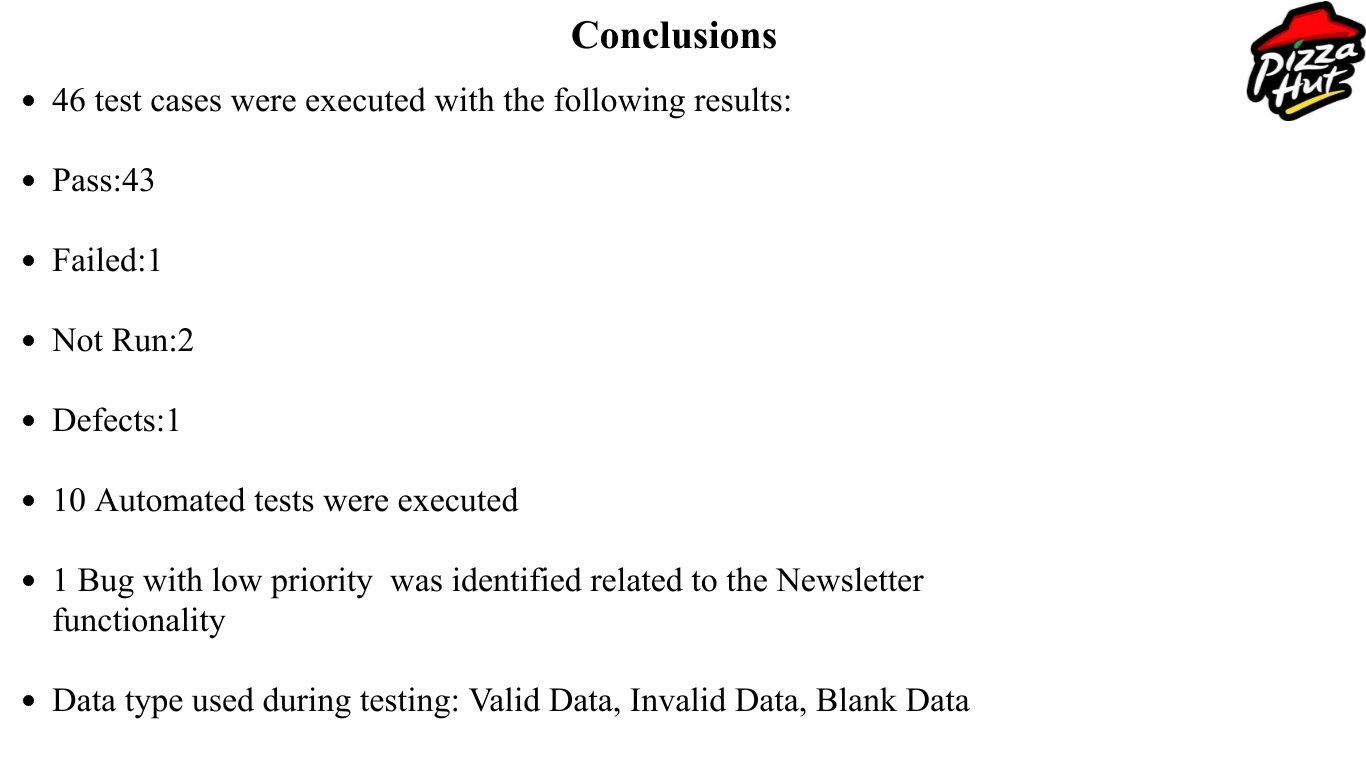 Conclusions
Pizza
Hut
• 46 test cases were executed with the following results:
• Pass:43
• Failed:1
• Not Run:2
• Defects:1
• 10 Automated tests were executed
• 1 Bug with low priority  was identified related to the Newsletter
functionality
• Data type used during testing: Valid Data, Invalid Data, Blank Data